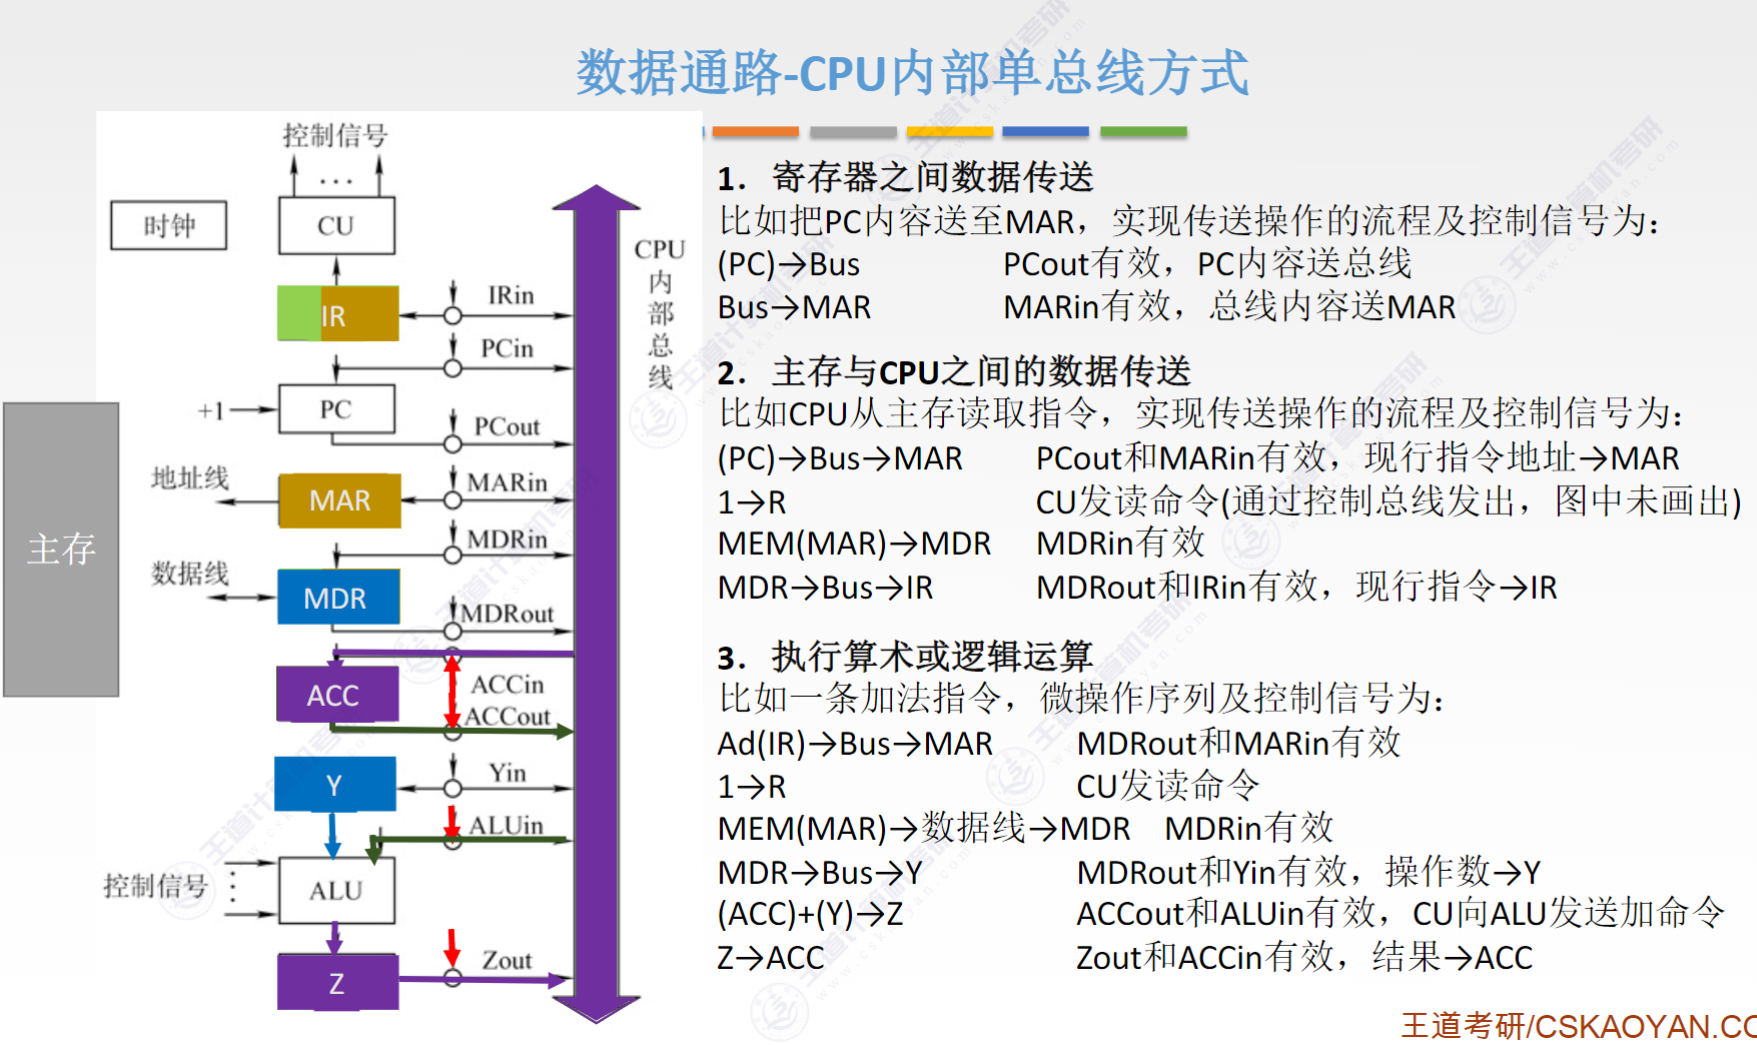 数据通路-CPU内部单总线方式
控制信号
...
时钟
CU
CPU内部总线
IR
IRin
PCin
+1
PC
PCout
地址线
MAR
MARin
主存
MDRin
数据线
MDR
MDRout
ACC
ACCin
ACCout
Y
Yin
ALUin
控制信号
ALU
Z
Zout
1. 寄存器之间数据传送
比如把PC内容送至MAR，实现传送操作的流程及控制信号为：
(PC)→Bus PCout有效，PC内容送总线
Bus→MAR MARin有效，总线内容送MAR
2. 主存与CPU之间的数据传送
比如CPU从主存读取指令，实现传送操作的流程及控制信号为：
(PC)→Bus→MAR PCout和MARin有效，现行指令地址→MAR
1→R CU发读命令(通过控制总线发出，图中未画出)
MEM(MAR)→MDR MDRin有效
MDR→Bus→IR MDRout和IRin有效，现行指令→IR
3. 执行算术或逻辑运算
比如一条加法指令，微操作序列及控制信号为：
Ad(IR)→Bus→MAR MDRout和MARin有效
1→R CU发读命令
MEM(MAR)→数据线→MDR MDRin有效
MDR→Bus→Y MDRout和Yin有效，操作数→Y
(ACC)+(Y)→Z ACCout和ALUin有效，CU向ALU发送加命令
Z→ACC Zout和ACCin有效，结果→ACC
王道考研/CSKAOYAN.CO
王道计算机考研
www.cskaoyan.com